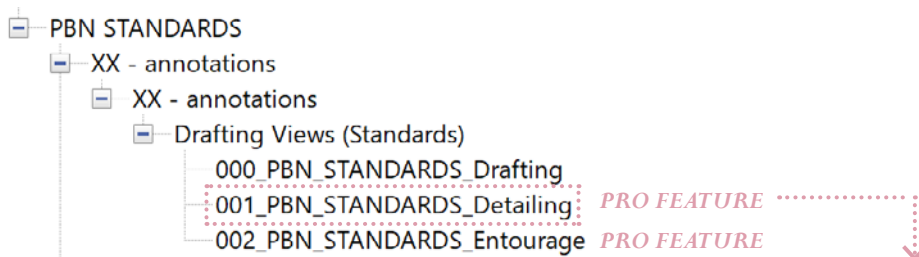 PBN STANDARDS
XX - annotations
XX - annotations
Drafting Views (Standards)
000_PBN_STANDARDS_Drafting
001_PBN_STANDARDS_Detailing PRO FEATURE
002_PBN_STANDARDS_Entourage PRO FEATURE